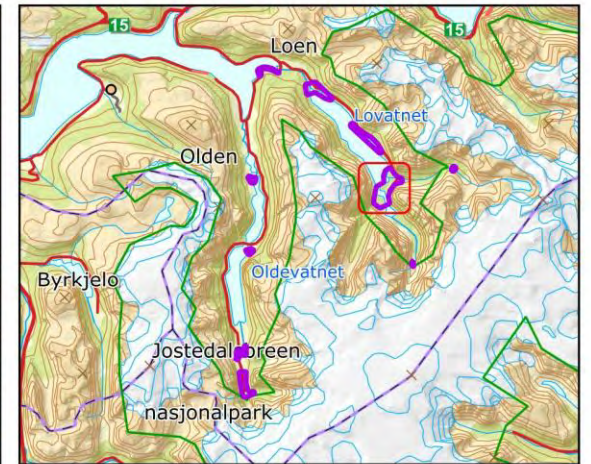 15
15
Loen
Lovatnet
Olden
Oldevatnet
Byrkjelo
Jostedalsbreen
nasjonalpark